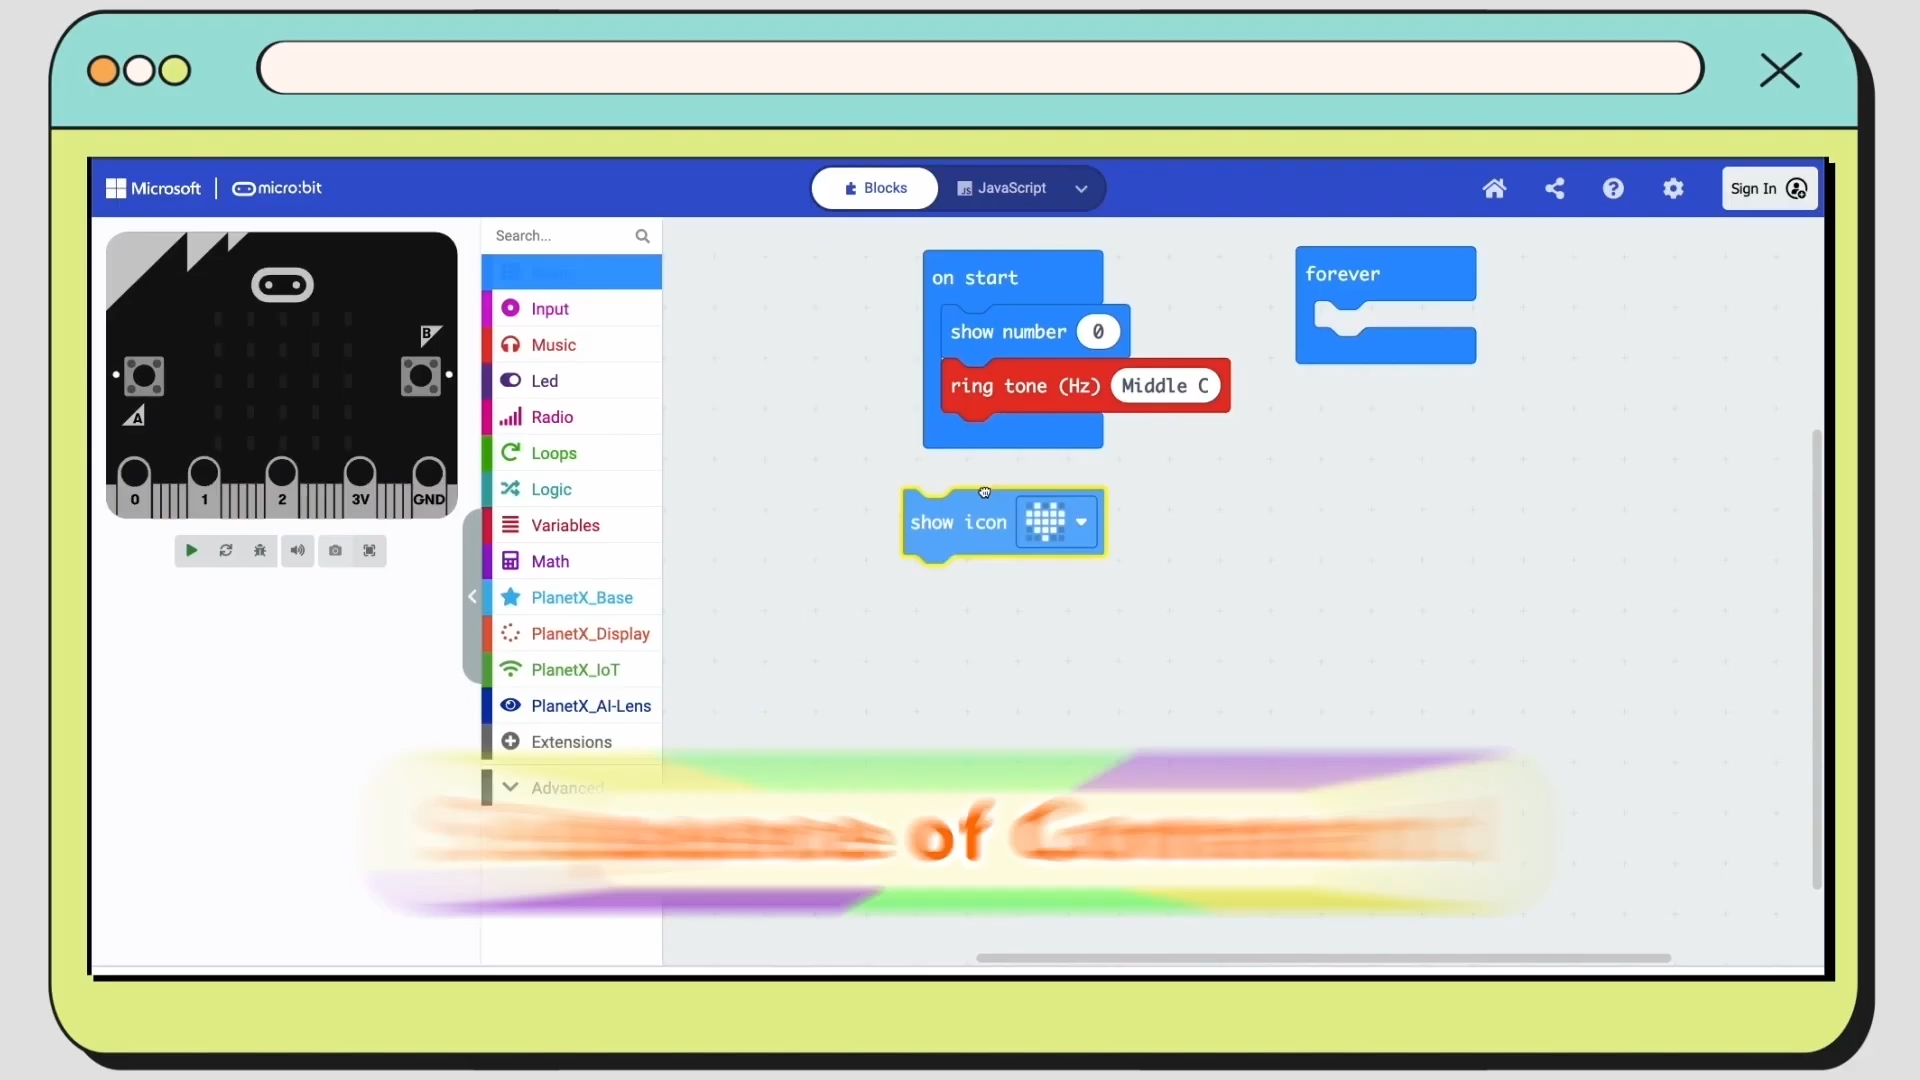 Microsoft
micro:bit
Blocks
JS JavaScript
Sign In
Search...
B
A
0
1
2
3V
GND
Input
Music
Led
Radio
Loops
Logic
Variables
Math
PlanetX_Base
PlanetX_Display
PlanetX_IoT
PlanetX_AI-Lens
Extensions
Advanced
on start
show number 0
ring tone (Hz) Middle C
show icon
forever
of